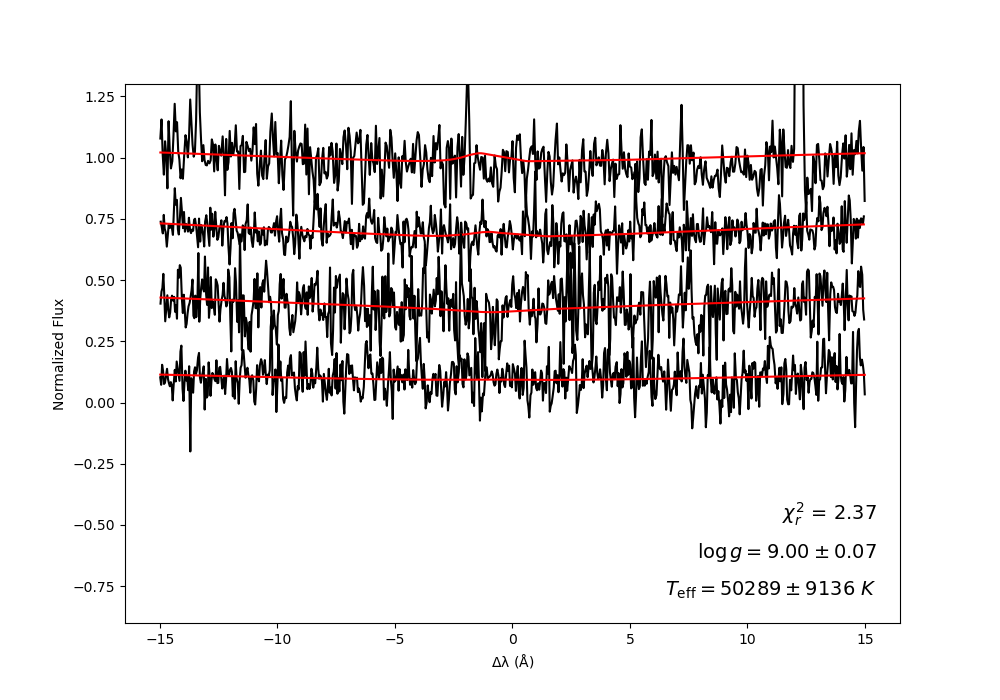 1.25
1.00
0.75
0.50
0.25
0.00
−0.25
−0.50
−0.75
Normalized Flux
χ²ᵣ = 2.37
log g = 9.00 ± 0.07
T_eff = 50289 ± 9136 K
−15 −10 −5 0 5 10 15
Δλ (Å)